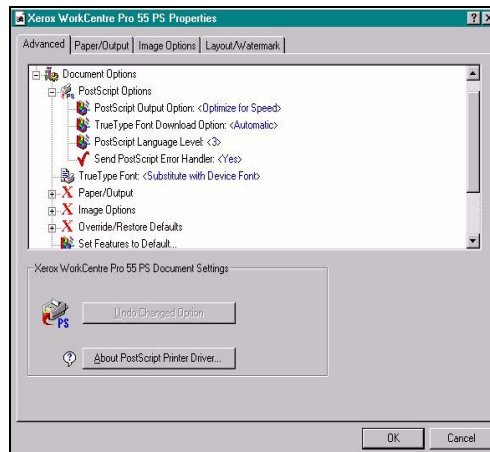 Xerox WorkCentre Pro 55 PS Properties
Advanced Paper/Output Image Options Layout/Watermark
Document Options
PostScript Options
PostScript Output Option: <Optimize for Speed>
TrueType Font Download Option: <Automatic>
PostScript Language Level: <3>
Send PostScript Error Handler: <Yes>
TrueType Font: <Substitute with Device Font>
Paper/Output
Image Options
Override/Restore Defaults
Set Features to Default...
Xerox WorkCentre Pro 55 PS Document Settings
PS
Undo Changed Option
About PostScript Printer Driver...
OK Cancel